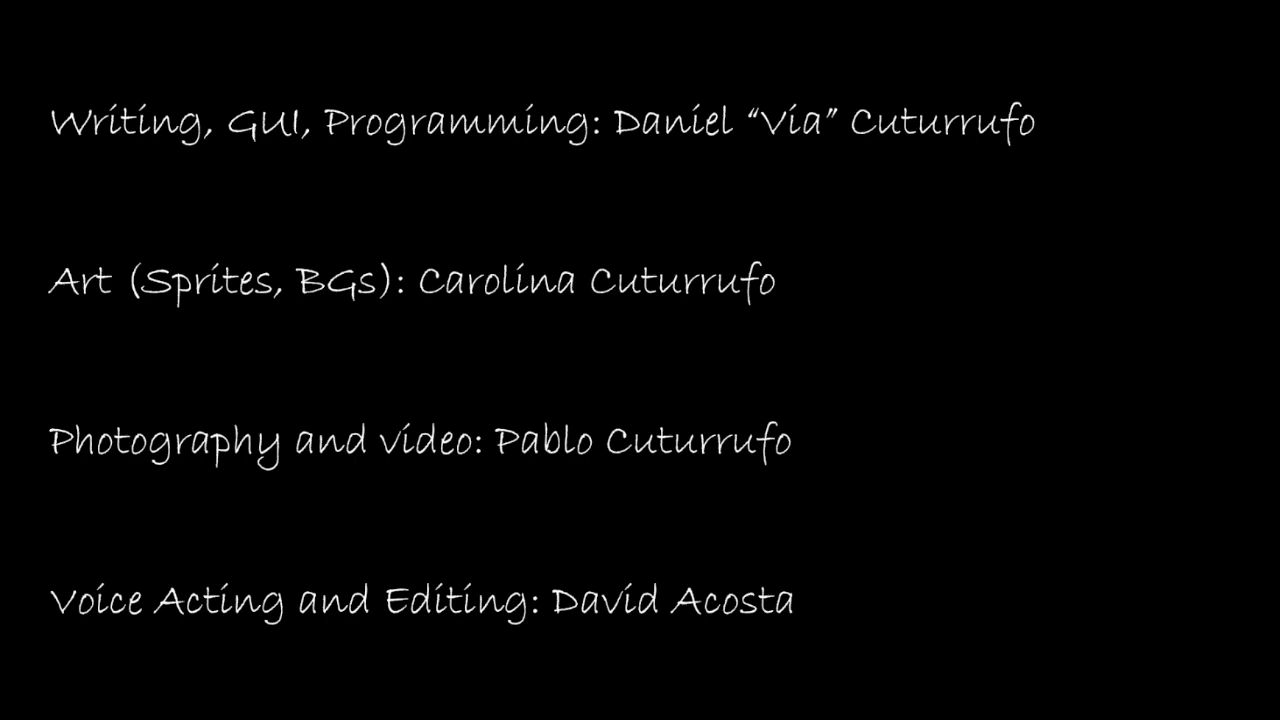 Writing, GUI, Programming: Daniel “Vía” Cuturrufo
Art (Sprites, BGs): Carolina Cuturrufo
Photography and video: Pablo Cuturrufo
Voice Acting and Editing: David Acosta